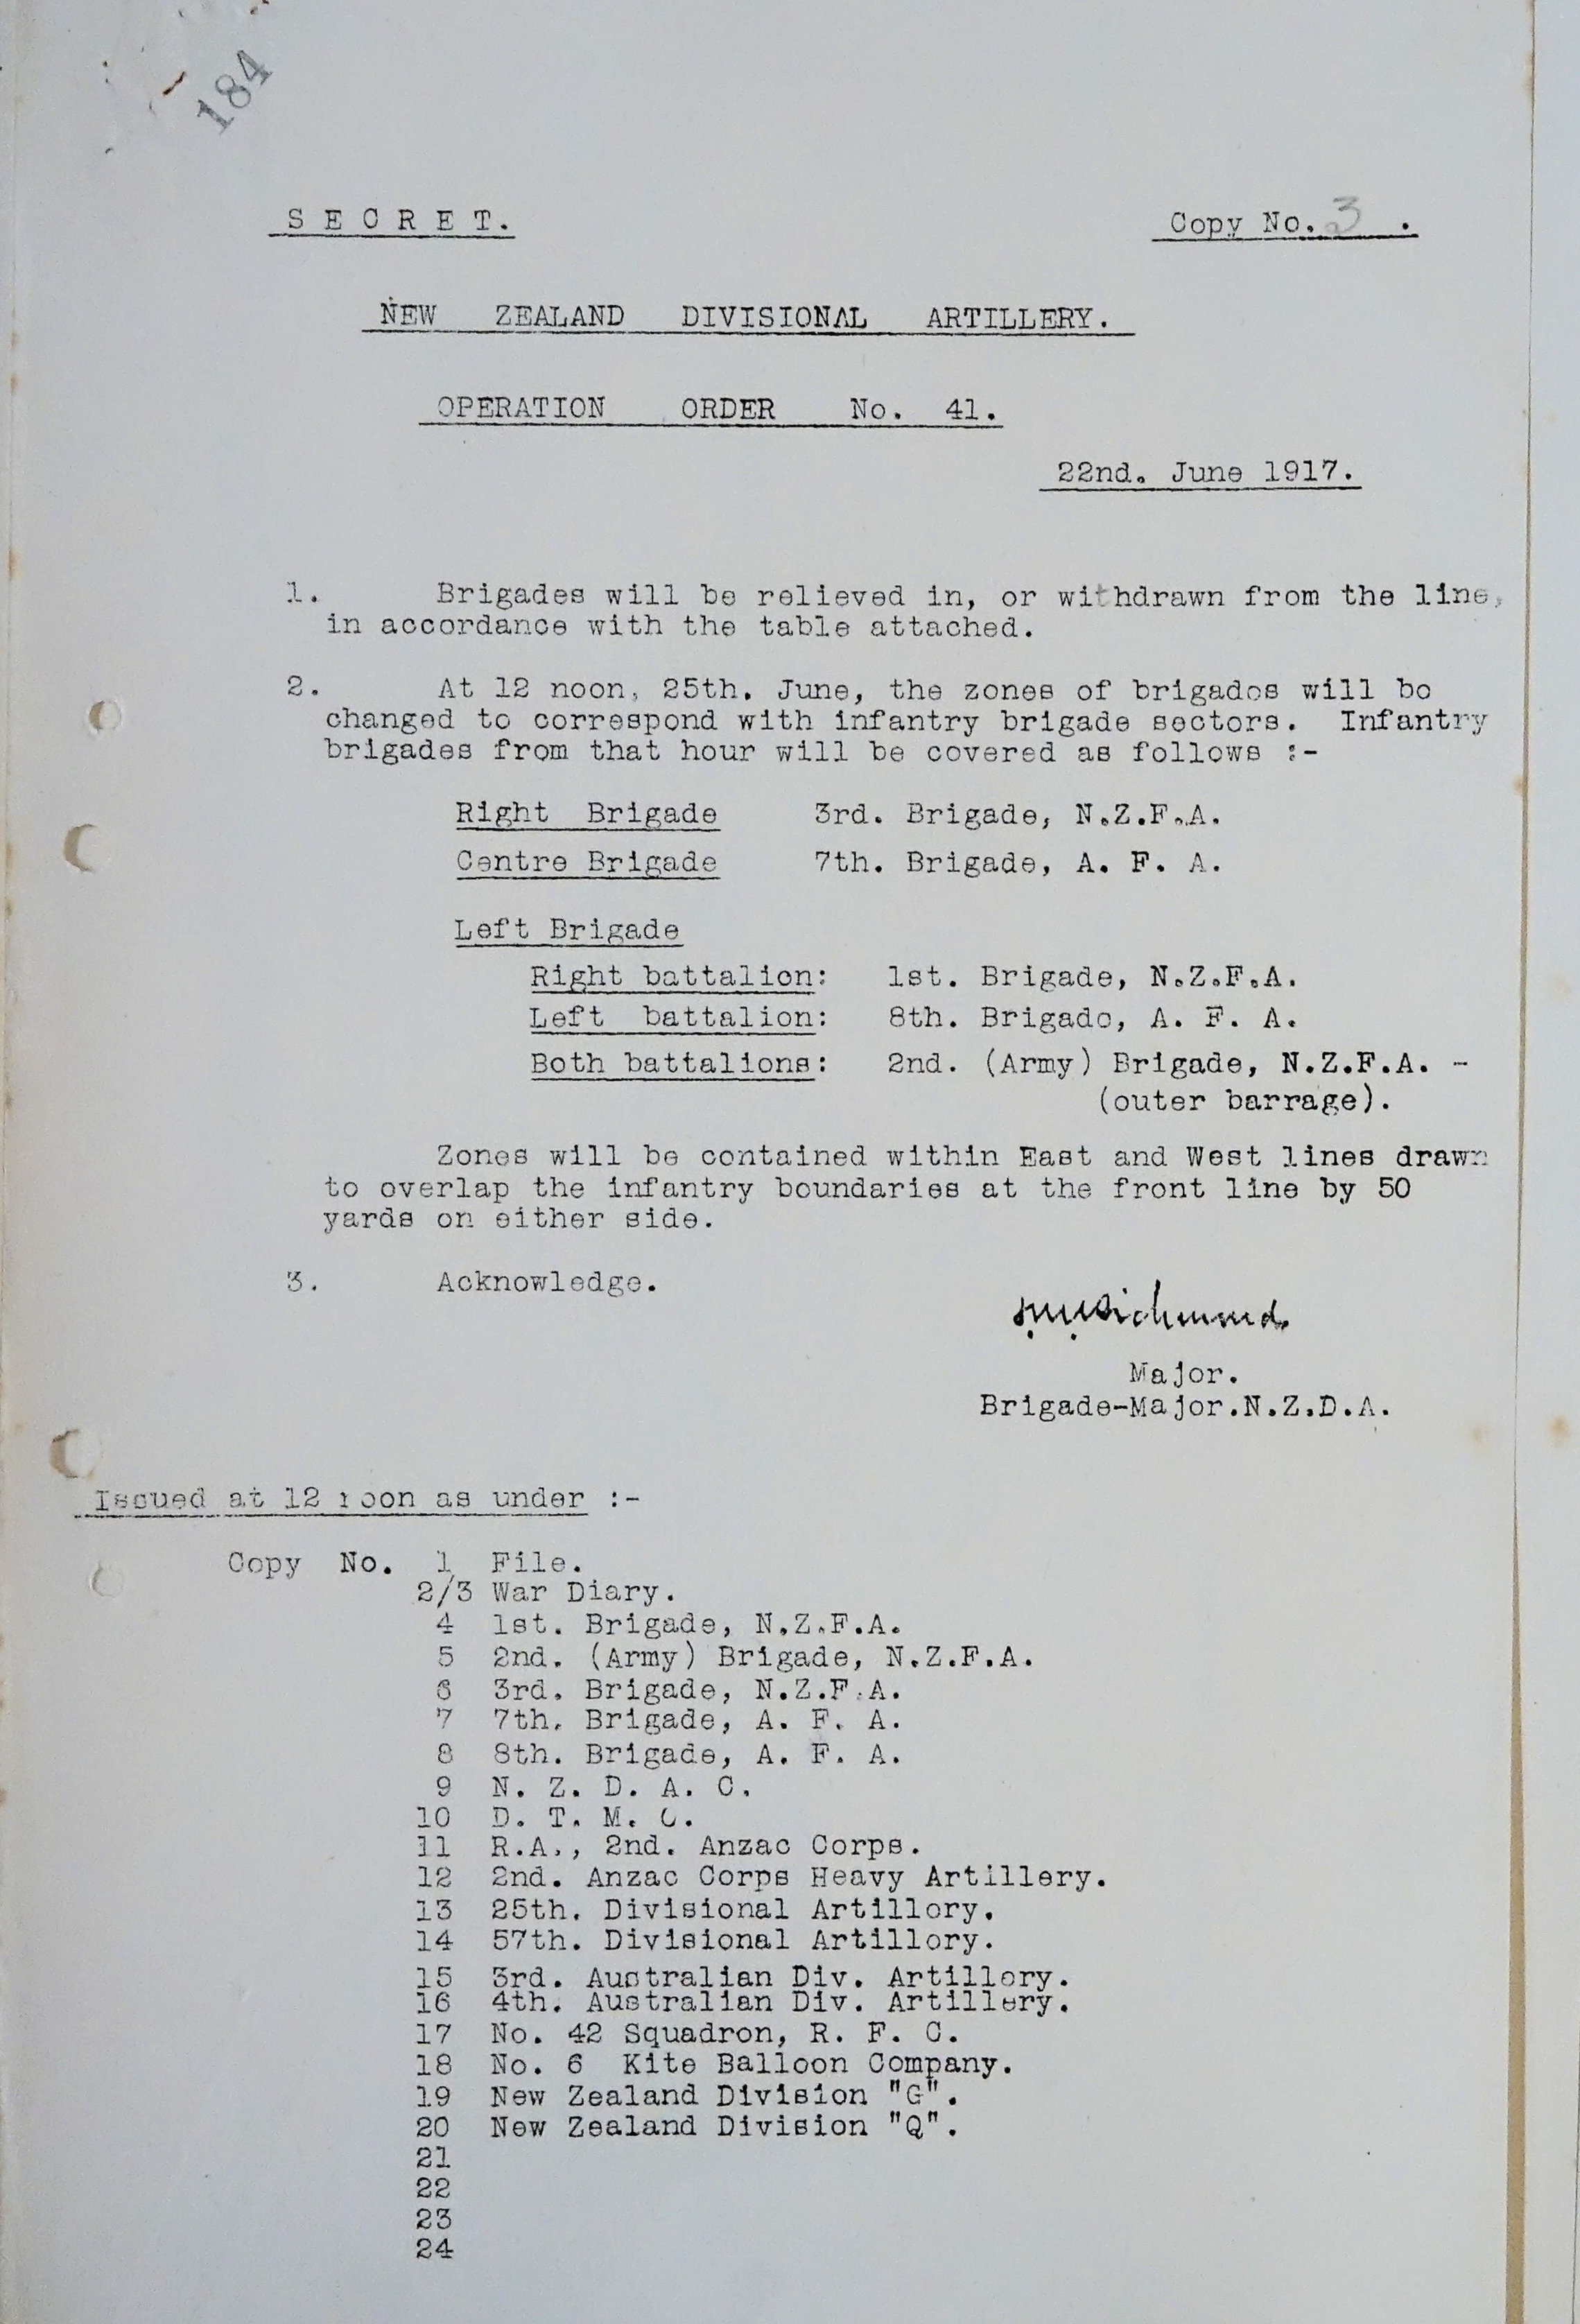 184
S E C R E T.
Copy No. 3 .
NEW ZEALAND DIVISIONAL ARTILLERY.
OPERATION ORDER No. 41.
22nd. June 1917.
1. Brigades will be relieved in, or withdrawn from the line,
in accordance with the table attached.
2. At 12 noon, 25th. June, the zones of brigades will be
changed to correspond with infantry brigade sectors. Infantry
brigades from that hour will be covered as follows :-
Right Brigade 3rd. Brigade, N.Z.F.A.
Centre Brigade 7th. Brigade, A. F. A.
Left Brigade
Right battalion: 1st. Brigade, N.Z.F.A.
Left battalion: 8th. Brigade, A. F. A.
Both battalions: 2nd. (Army) Brigade, N.Z.F.A. -
(outer barrage).
Zones will be contained within East and West lines drawn
to overlap the infantry boundaries at the front line by 50
yards on either side.
3. Acknowledge.
Major.
Brigade-Major.N.Z.D.A.
Issued at 12 noon as under :-
Copy No. 1 File.
2/3 War Diary.
4 1st. Brigade, N.Z.F.A.
5 2nd. (Army) Brigade, N.Z.F.A.
6 3rd. Brigade, N.Z.F.A.
7 7th. Brigade, A. F. A.
8 8th. Brigade, A. F. A.
9 N. Z. D. A. C.
10 D. T. M. O.
11 R.A., 2nd. Anzac Corps.
12 2nd. Anzac Corps Heavy Artillery.
13 25th. Divisional Artillery.
14 57th. Divisional Artillery.
15 3rd. Australian Div. Artillery.
16 4th. Australian Div. Artillery.
17 No. 42 Squadron, R. F. C.
18 No. 6 Kite Balloon Company.
19 New Zealand Division "G".
20 New Zealand Division "Q".
21
22
23
24